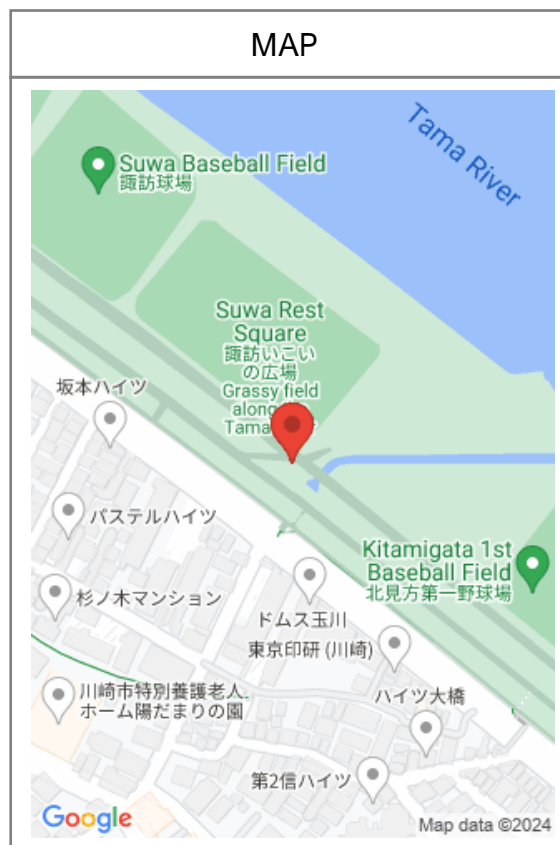 MAP
Tama River
Suwa Baseball Field
諏訪球場
Suwa Rest
Square
諏訪いこい
の広場
Grassy field
along
Tama
坂本ハイツ
パステルハイツ
Kitamigata 1st
Baseball Field
北見方第一野球場
杉ノ木マンション
ドムス玉川
東京印研 (川崎)
川崎市特別養護老人
ホーム陽だまりの園
ハイツ大橋
第2信ハイツ
Google
Map data ©2024